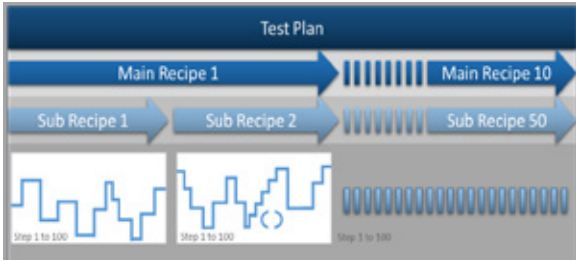 Test Plan
Main Recipe 1
Main Recipe 10
Sub Recipe 1
Sub Recipe 2
Sub Recipe 50
Step 1 to 100
Step 1 to 100
Step 1 to 100